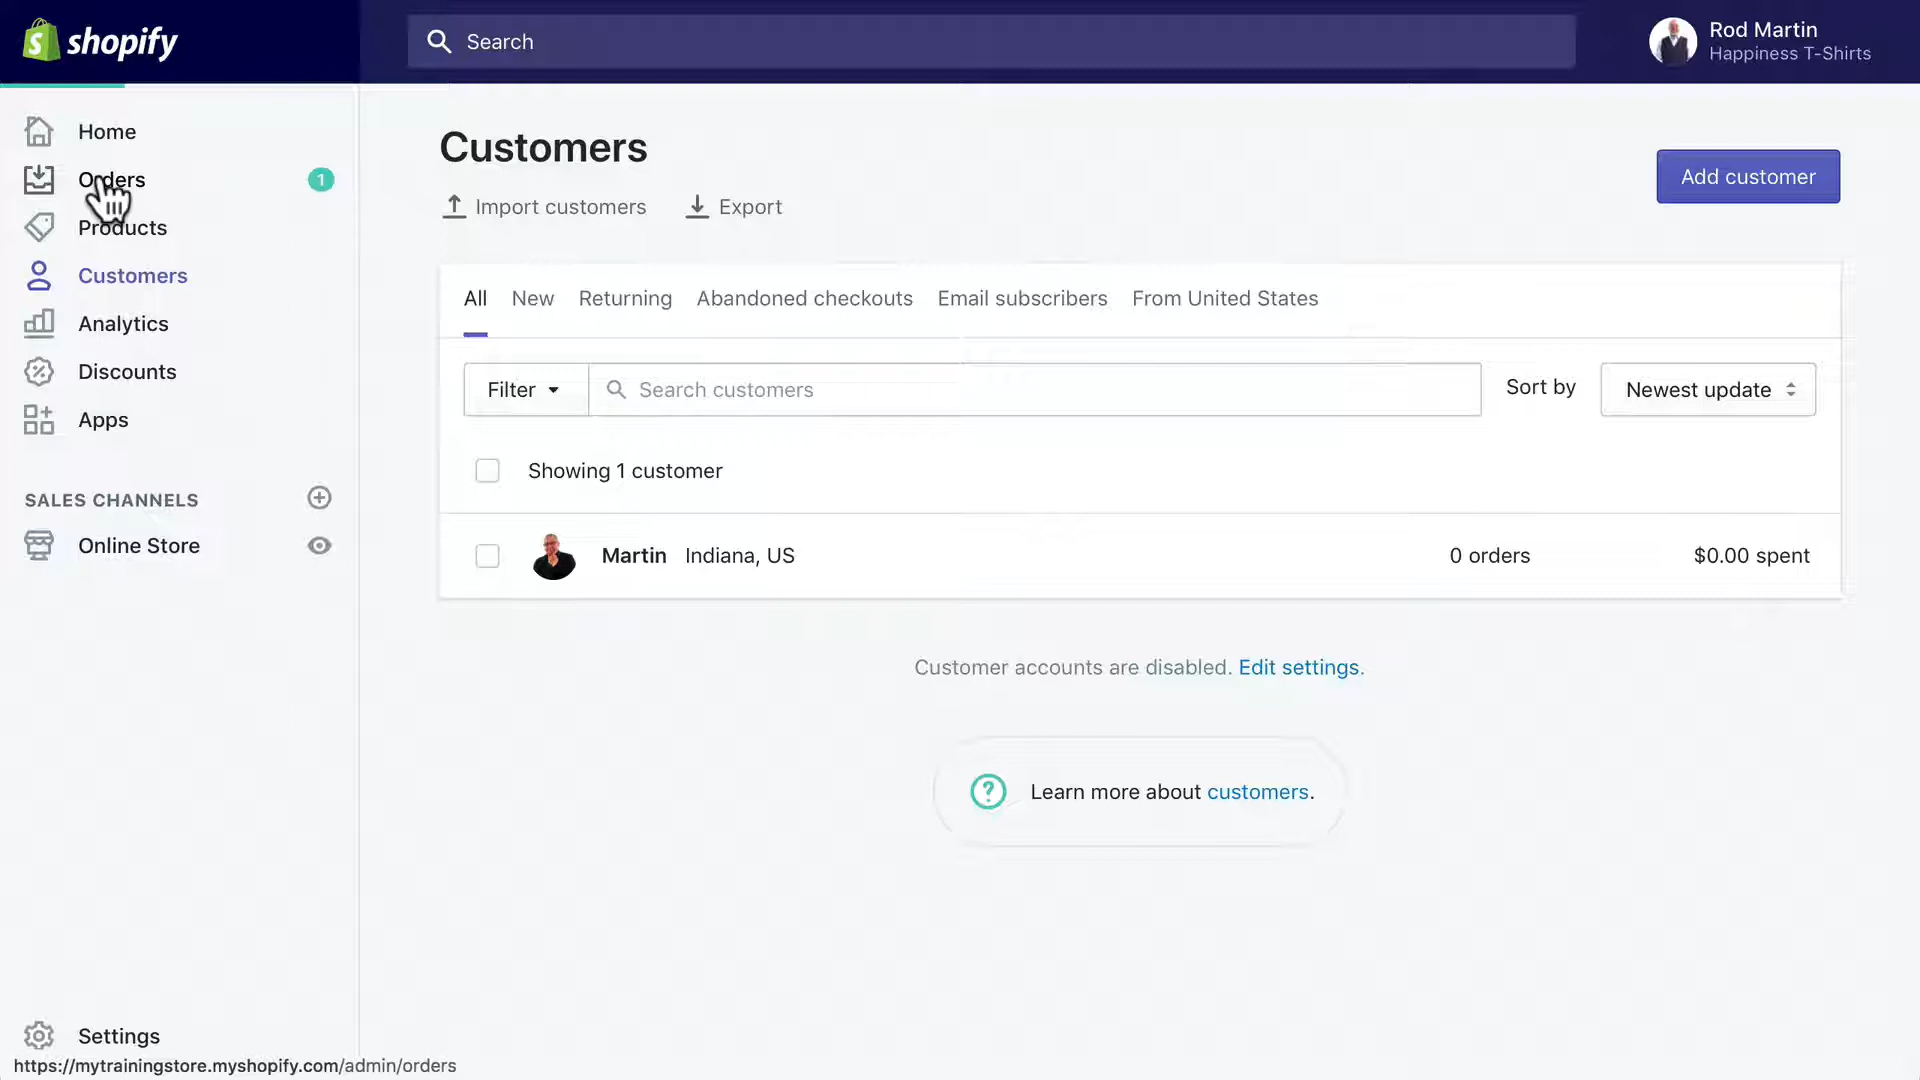 shopify
Search
Rod Martin
Happiness T-Shirts
Home
Orders
1
Products
Customers
Analytics
Discounts
Apps
SALES CHANNELS
Online Store
Settings
https://mytrainingstore.myshopify.com/admin/orders
Customers
Import customers
Export
Add customer
All New Returning Abandoned checkouts Email subscribers From United States
Filter
Search customers
Sort by
Newest update
Showing 1 customer
Martin Indiana, US 0 orders $0.00 spent
Customer accounts are disabled. Edit settings.
Learn more about customers.